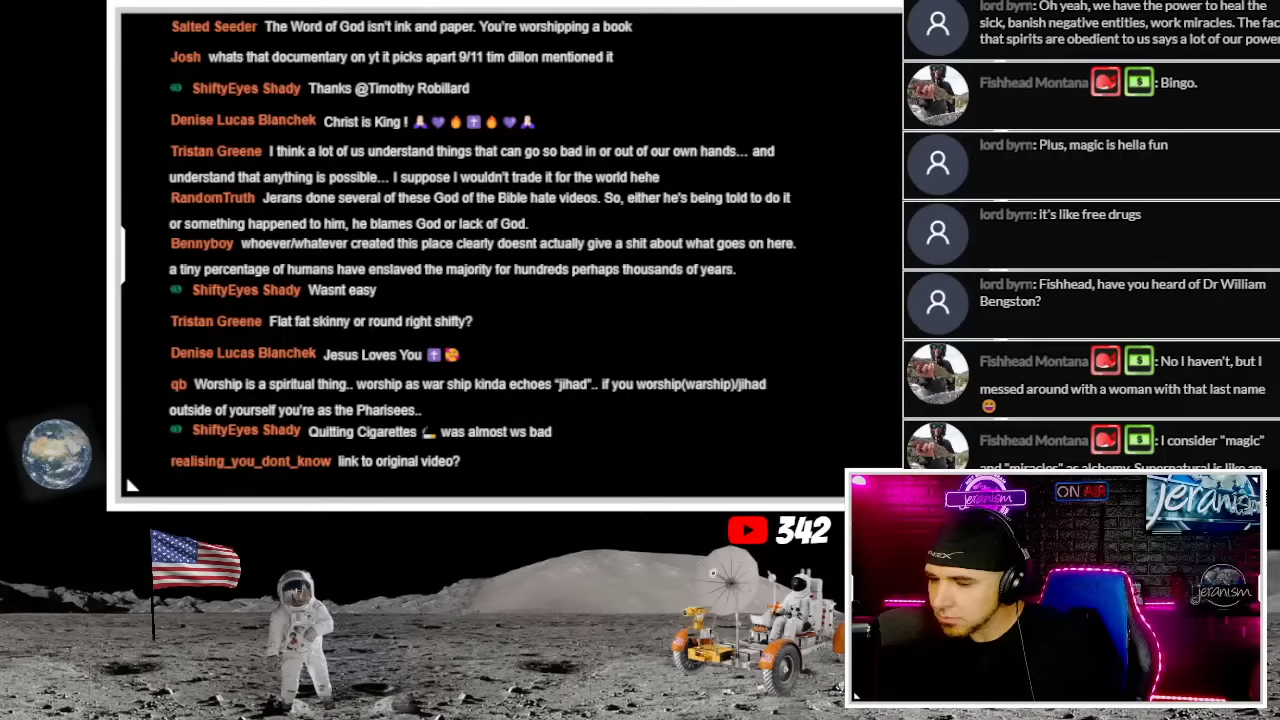 Salted Seeder The Word of God isn't ink and paper. You're worshipping a book
Josh whats that documentary on yt it picks apart 9/11 tim dillon mentioned it
ShiftyEyes Shady Thanks @Timothy Robillard
Denise Lucas Blanchek Christ is King ! 🙏🏻💜🔥✝️🔥💜🙏🏻
Tristan Greene I think a lot of us understand things that can go so bad in or out of our own hands... and
understand that anything is possible... I suppose I wouldn't trade it for the world hehe
RandomTruth Jerans done several of these God of the Bible hate videos. So, either he's being told to do it
or something happened to him, he blames God or lack of God.
Bennyboy whoever/whatever created this place clearly doesnt actually give a shit about what goes on here.
a tiny percentage of humans have enslaved the majority for hundreds perhaps thousands of years.
ShiftyEyes Shady Wasnt easy
Tristan Greene Flat fat skinny or round right shifty?
Denise Lucas Blanchek Jesus Loves You ✝️🥰
qb Worship is a spiritual thing.. worship as war ship kinda echoes "jihad".. if you worship(warship)/jihad
outside of yourself you're as the Pharisees..
ShiftyEyes Shady Quitting Cigarettes 🚬 was almost ws bad
realising_you_dont_know link to original video?
lord byrn: Oh yeah, we have the power to heal the
sick, banish negative entities, work miracles. The fac
that spirits are obedient to us says a lot of our power
Fishhead Montana : Bingo.
lord byrn: Plus, magic is hella fun
lord byrn: it's like free drugs
lord byrn: Fishhead, have you heard of Dr William
Bengston?
Fishhead Montana : No I haven't, but I
messed around with a woman with that last name
😄
Fishhead Montana : I consider "magic"
and "miracles" as alchemy. Supernatural is like an
342
jeranism
ON AIR
jeranism
jeranism